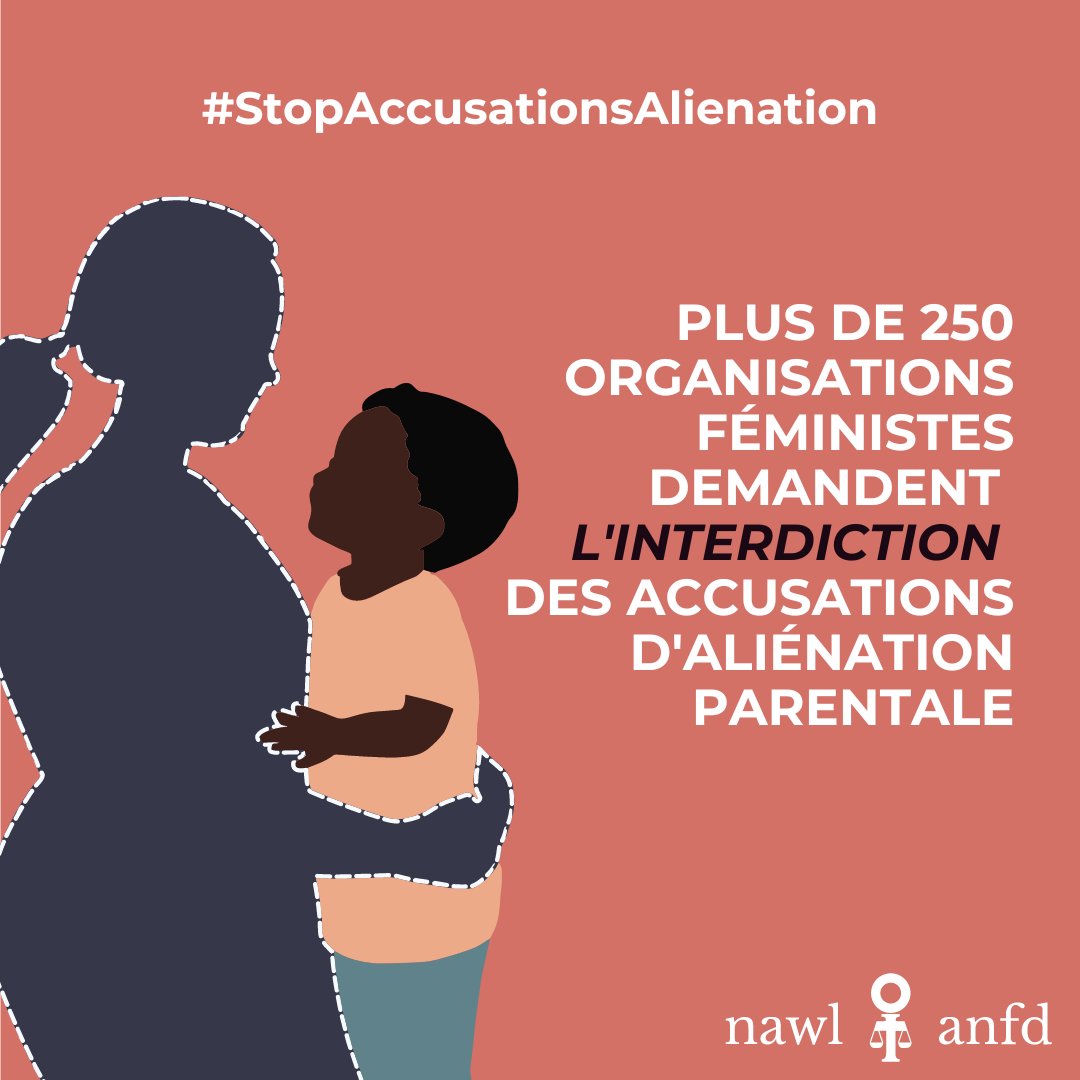 #StopAccusationsAlienation
PLUS DE 250
ORGANISATIONS
FÉMINISTES
DEMANDENT
L'INTERDICTION
DES ACCUSATIONS
D'ALIÉNATION
PARENTALE
nawl anfd